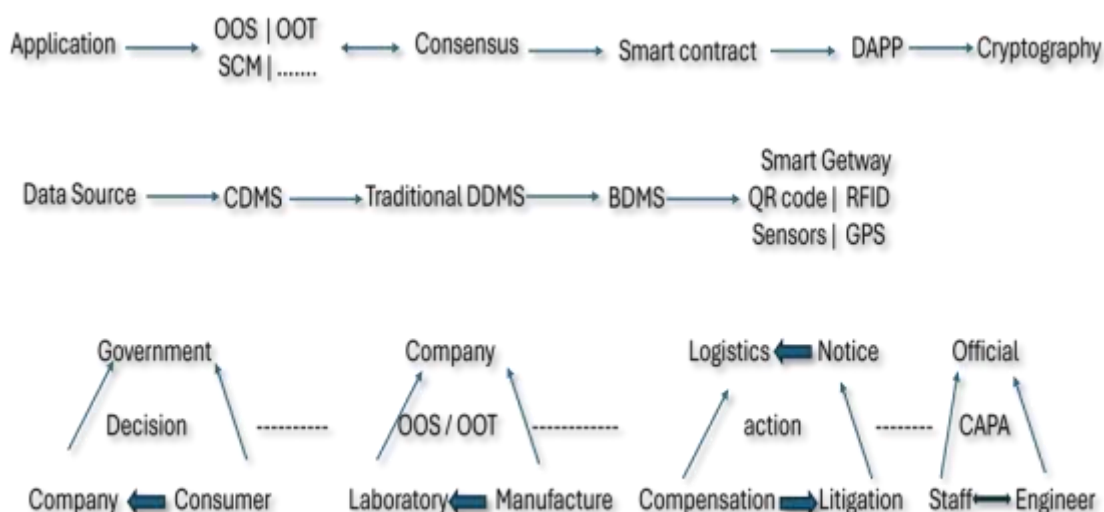 OOS | OOT
Application Consensus Smart contract DAPP Cryptography
SCM | .......
Smart Getway
Data Source CDMS Traditional DDMS BDMS QR code | RFID
Sensors | GPS
Government Company Logistics Notice Official
Decision ---------- OOS / OOT ------------ action -------- CAPA
Company Consumer Laboratory Manufacture Compensation Litigation Staff Engineer